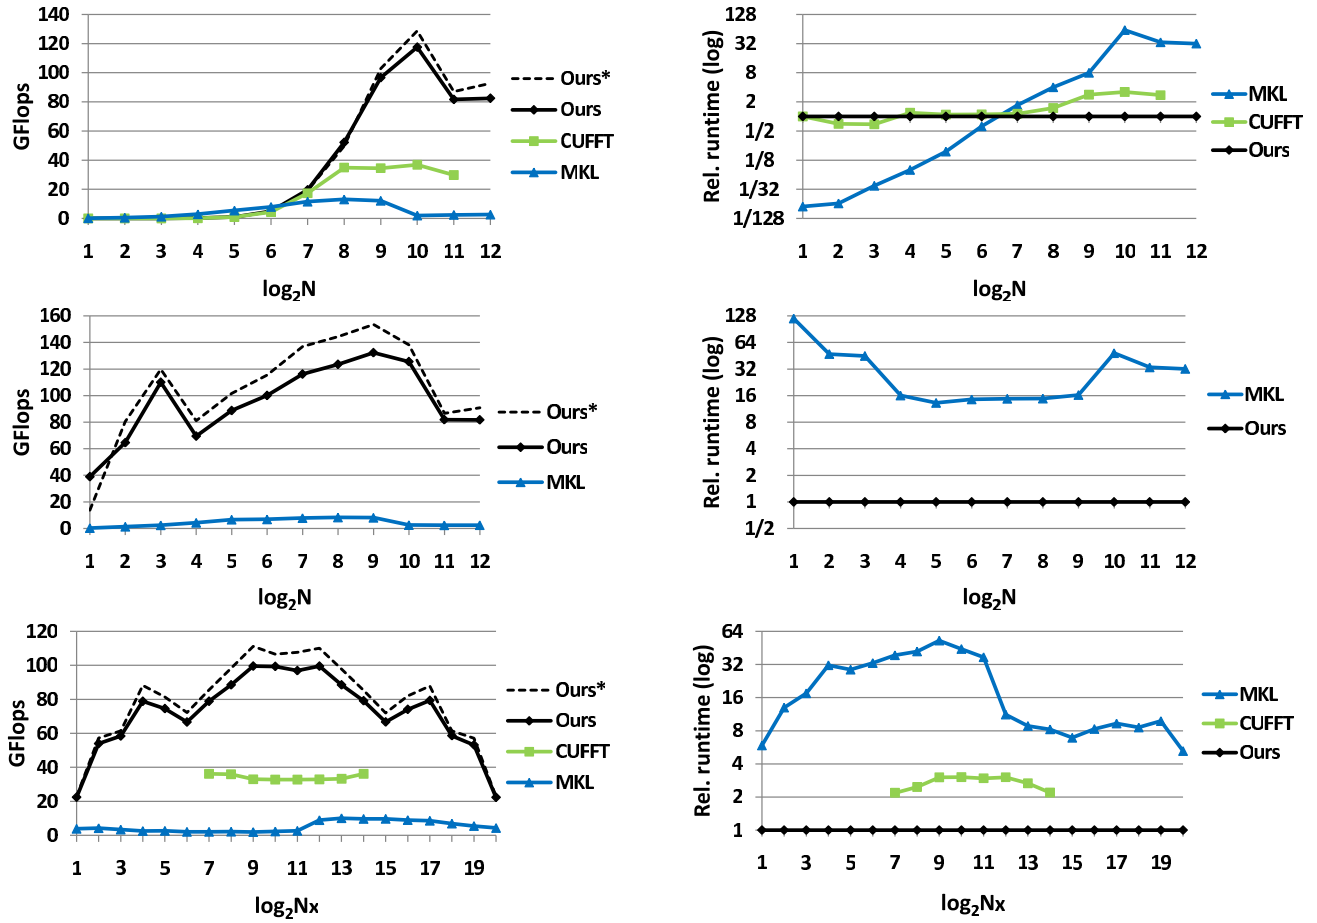 GFlops
140
120
100
80
60
40
20
0
1 2 3 4 5 6 7 8 9 10 11 12
log2N
Ours*
Ours
CUFFT
MKL
Rel. runtime (log)
128
32
8
2
1/2
1/8
1/32
1/128
1 2 3 4 5 6 7 8 9 10 11 12
log2N
MKL
CUFFT
Ours
GFlops
160
140
120
100
80
60
40
20
0
1 2 3 4 5 6 7 8 9 10 11 12
log2N
Ours*
Ours
MKL
Rel. runtime (log)
128
64
32
16
8
4
2
1
1/2
1 2 3 4 5 6 7 8 9 10 11 12
log2N
MKL
Ours
GFlops
120
100
80
60
40
20
0
1 3 5 7 9 11 13 15 17 19
log2Nx
Ours*
Ours
CUFFT
MKL
Rel. runtime (log)
64
32
16
8
4
2
1
1 3 5 7 9 11 13 15 17 19
log2Nx
MKL
CUFFT
Ours